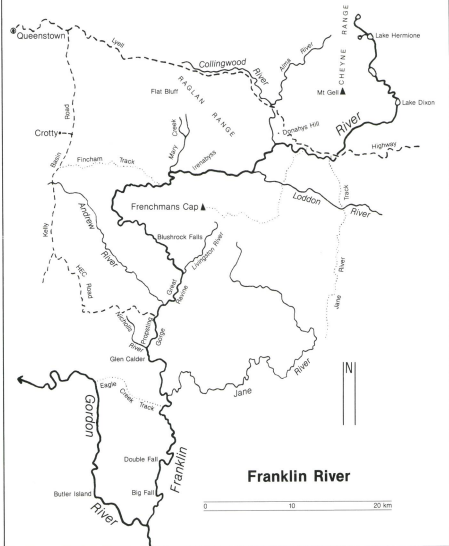 Queenstown
Lyell
Collingwood
River
Alma River
CHEYNE RANGE
Lake Hermione
Flat Bluff
RAGLAN RANGE
Mt Gell
Lake Dixon
River
Road
Crotty
Mary Creek
Irenabyss
Donahys Hill
Highway
Fincham Track
Basin
Frenchmans Cap
Loddon River
Track
Andrew River
Blushrock Falls
Livingston River
Kelly
HEC Road
Great Ravine
River
Jane
Nicholls River
Propsting Gorge
Glen Calder
Eagle Creek Track
Jane River
N
Gordon
River
Franklin
Double Fall
Franklin River
Butler Island
Big Fall
0 10 20 km